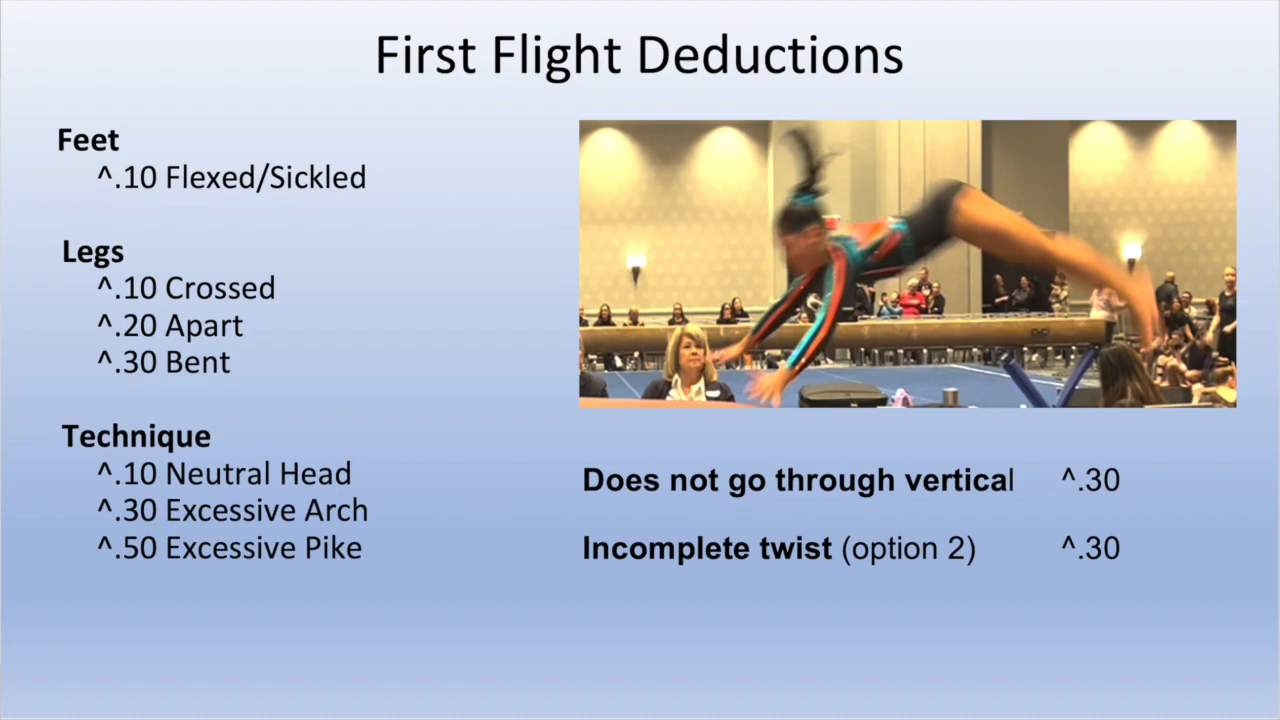 First Flight Deductions
Feet
^.10 Flexed/Sickled
Legs
^.10 Crossed
^.20 Apart
^.30 Bent
Technique
^.10 Neutral Head
^.30 Excessive Arch
^.50 Excessive Pike
Does not go through vertical ^.30
Incomplete twist (option 2) ^.30